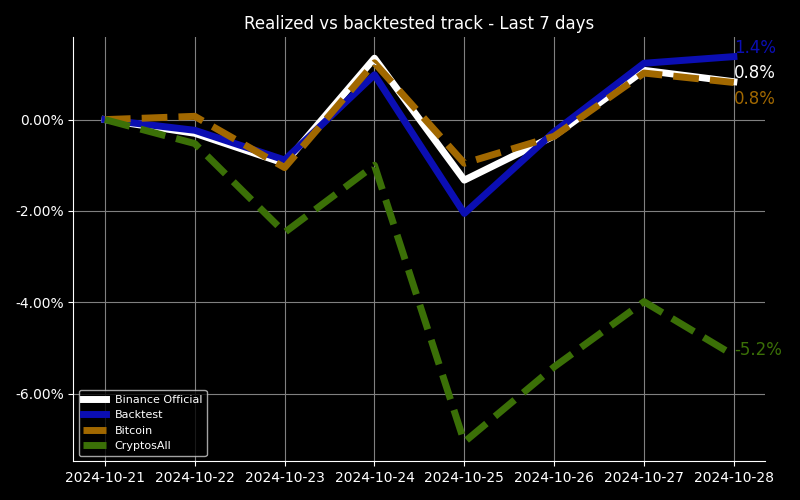 Realized vs backtested track - Last 7 days
1.4%
0.8%
0.8%
0.00%
-2.00%
-4.00%
-5.2%
-6.00%
Binance Official
Backtest
Bitcoin
CryptosAll
2024-10-21 2024-10-22 2024-10-23 2024-10-24 2024-10-25 2024-10-26 2024-10-27 2024-10-28